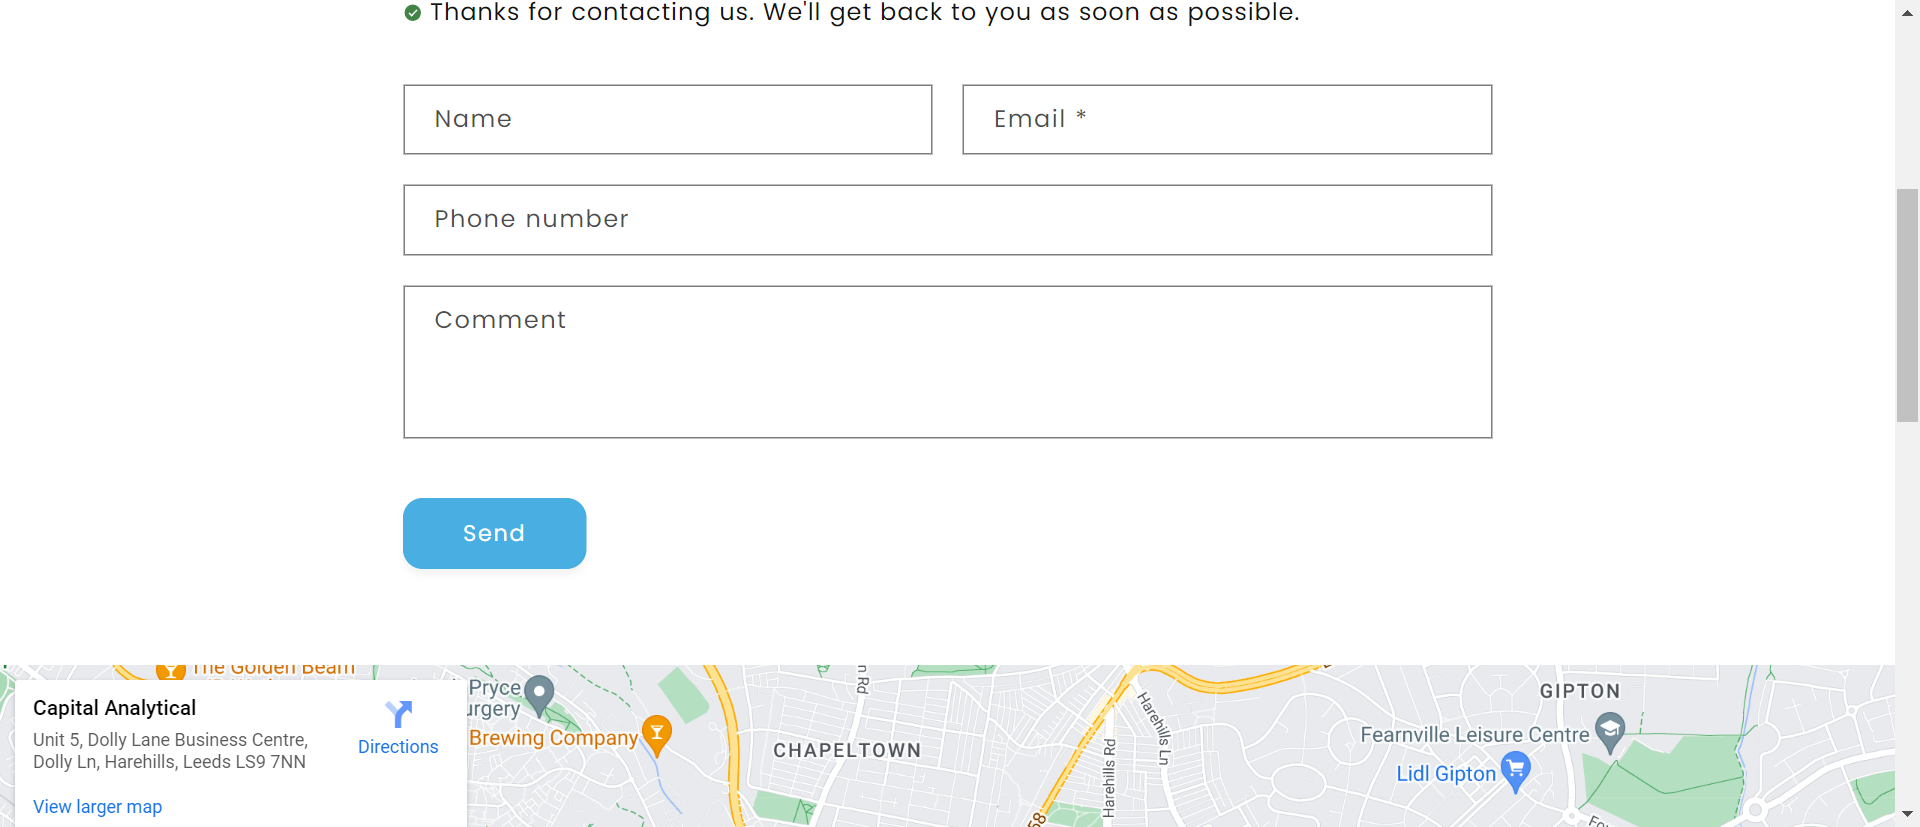 Thanks for contacting us. We'll get back to you as soon as possible.
Name
Email *
Phone number
Comment
Send
The Golden Beam
Capital Analytical
Unit 5, Dolly Lane Business Centre,
Dolly Ln, Harehills, Leeds LS9 7NN
Directions
View larger map
Pryce
urgery
Brewing Company
CHAPELTOWN
n Rd
Harehills Ln
Harehills Rd
58
GIPTON
Fearnville Leisure Centre
Lidl Gipton